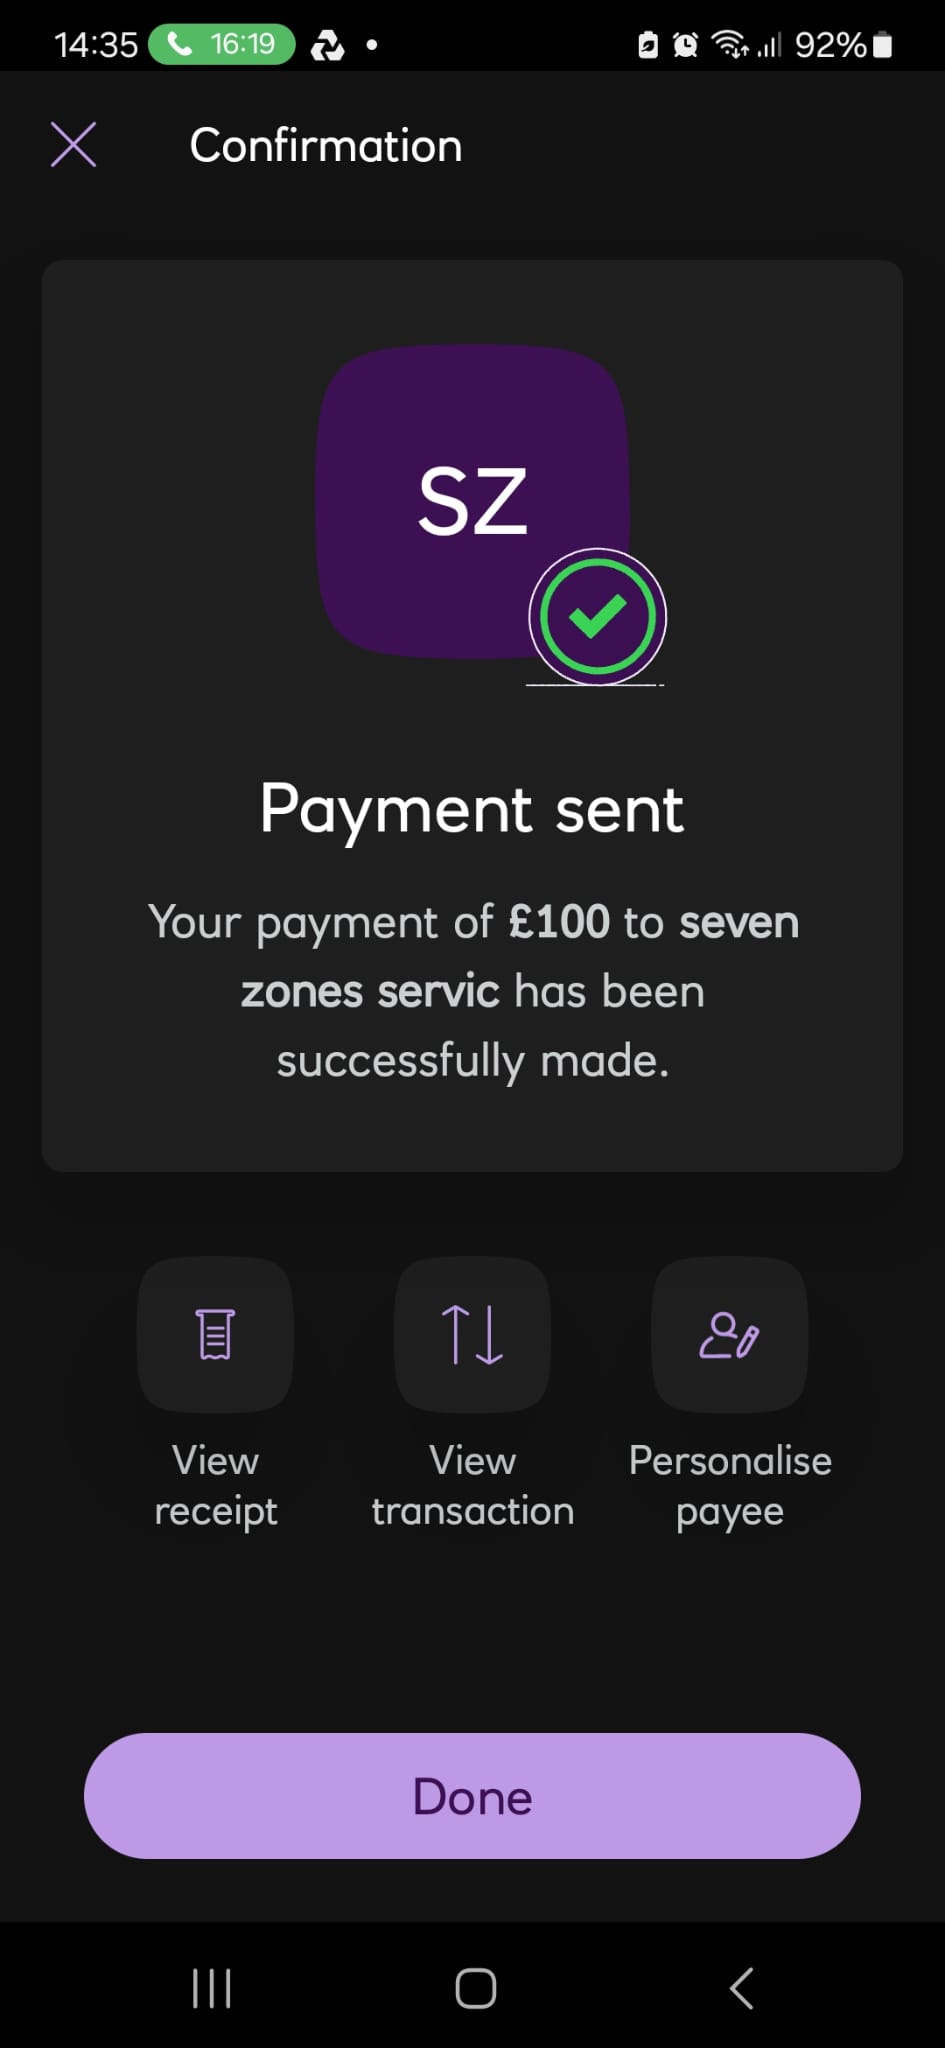 14:35 16:19 92%
Confirmation
SZ
Payment sent
Your payment of £100 to seven
zones servic has been
successfully made.
View receipt
View transaction
Personalise payee
Done